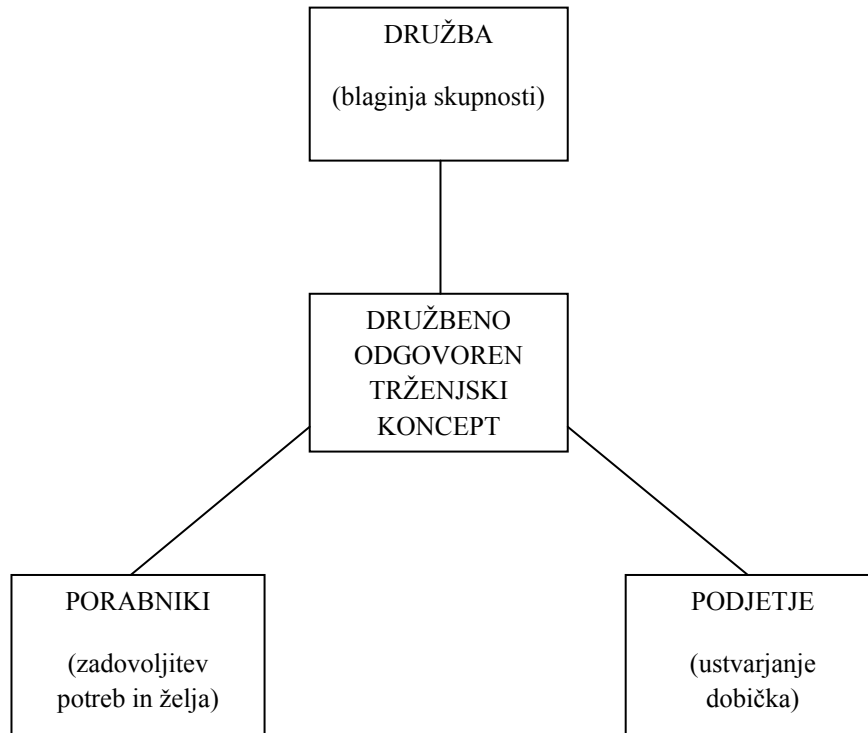 DRUŽBA
(blaginja skupnosti)
DRUŽBENO
ODGOVOREN
TRŽENJSKI
KONCEPT
PORABNIKI
(zadovoljitev
potreb in želja)
PODJETJE
(ustvarjanje
dobička)